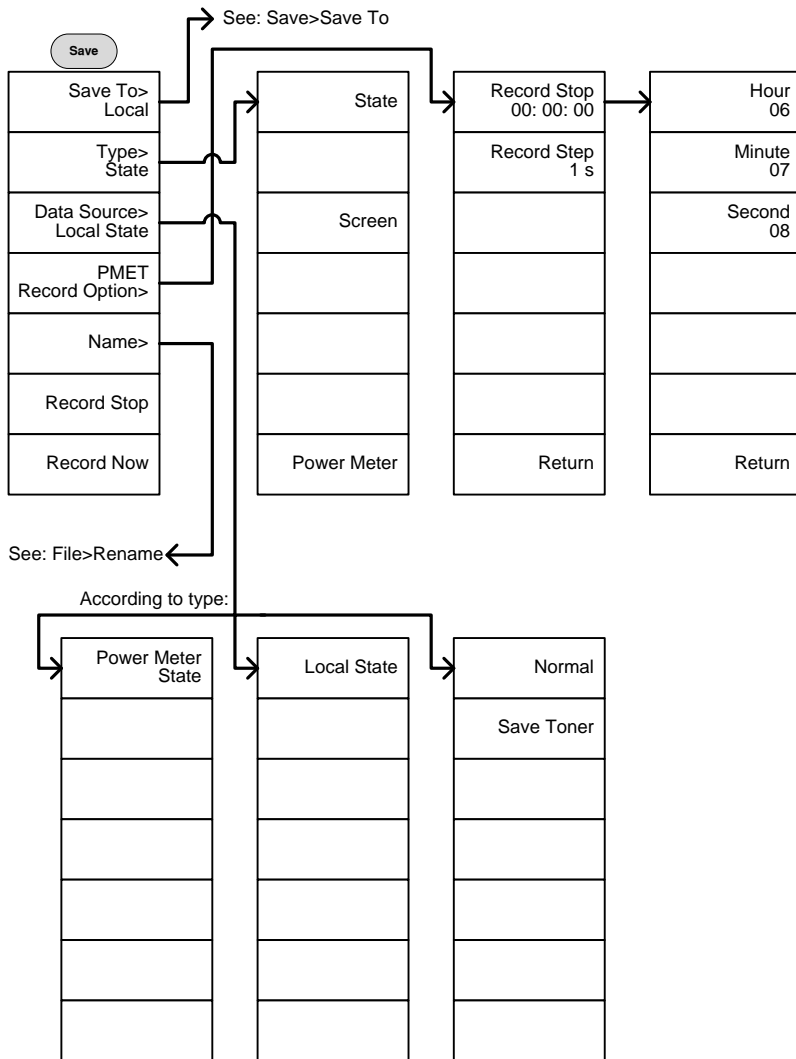 See: Save>Save To
Save
Save To>
Local
Type>
State
Data Source>
Local State
PMET
Record Option>
Name>
Record Stop
Record Now
State
Screen
Power Meter
Record Stop
00: 00: 00
Record Step
1 s
Return
Hour
06
Minute
07
Second
08
Return
See: File>Rename
According to type:
Power Meter
State
Local State
Normal
Save Toner